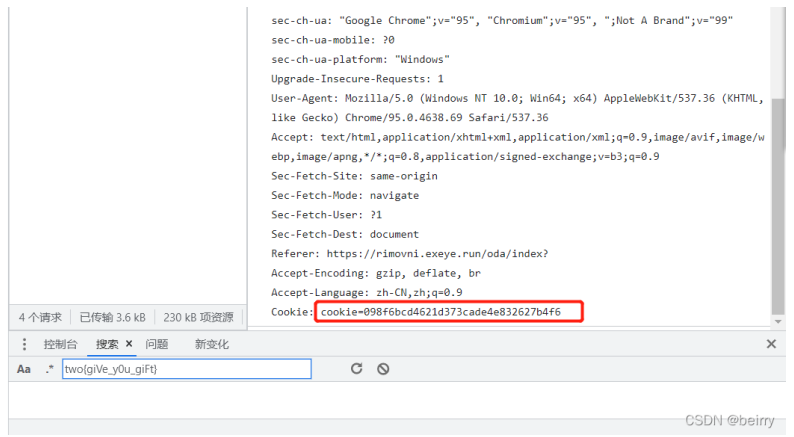 sec-ch-ua: "Google Chrome";v="95", "Chromium";v="95", ";Not A Brand";v="99"
sec-ch-ua-mobile: ?0
sec-ch-ua-platform: "Windows"
Upgrade-Insecure-Requests: 1
User-Agent: Mozilla/5.0 (Windows NT 10.0; Win64; x64) AppleWebKit/537.36 (KHTML,
like Gecko) Chrome/95.0.4638.69 Safari/537.36
Accept: text/html,application/xhtml+xml,application/xml;q=0.9,image/avif,image/w
ebp,image/apng,*/*;q=0.8,application/signed-exchange;v=b3;q=0.9
Sec-Fetch-Site: same-origin
Sec-Fetch-Mode: navigate
Sec-Fetch-User: ?1
Sec-Fetch-Dest: document
Referer: https://rimovni.exeye.run/oda/index?
Accept-Encoding: gzip, deflate, br
Accept-Language: zh-CN,zh;q=0.9
Cookie: cookie=098f6bcd4621d373cade4e832627b4f6
4 个请求 已传输 3.6 kB 230 kB 项资源
控制台 搜索 × 问题 新变化
Aa .* two{giVe_y0u_giFt}
CSDN @beirry